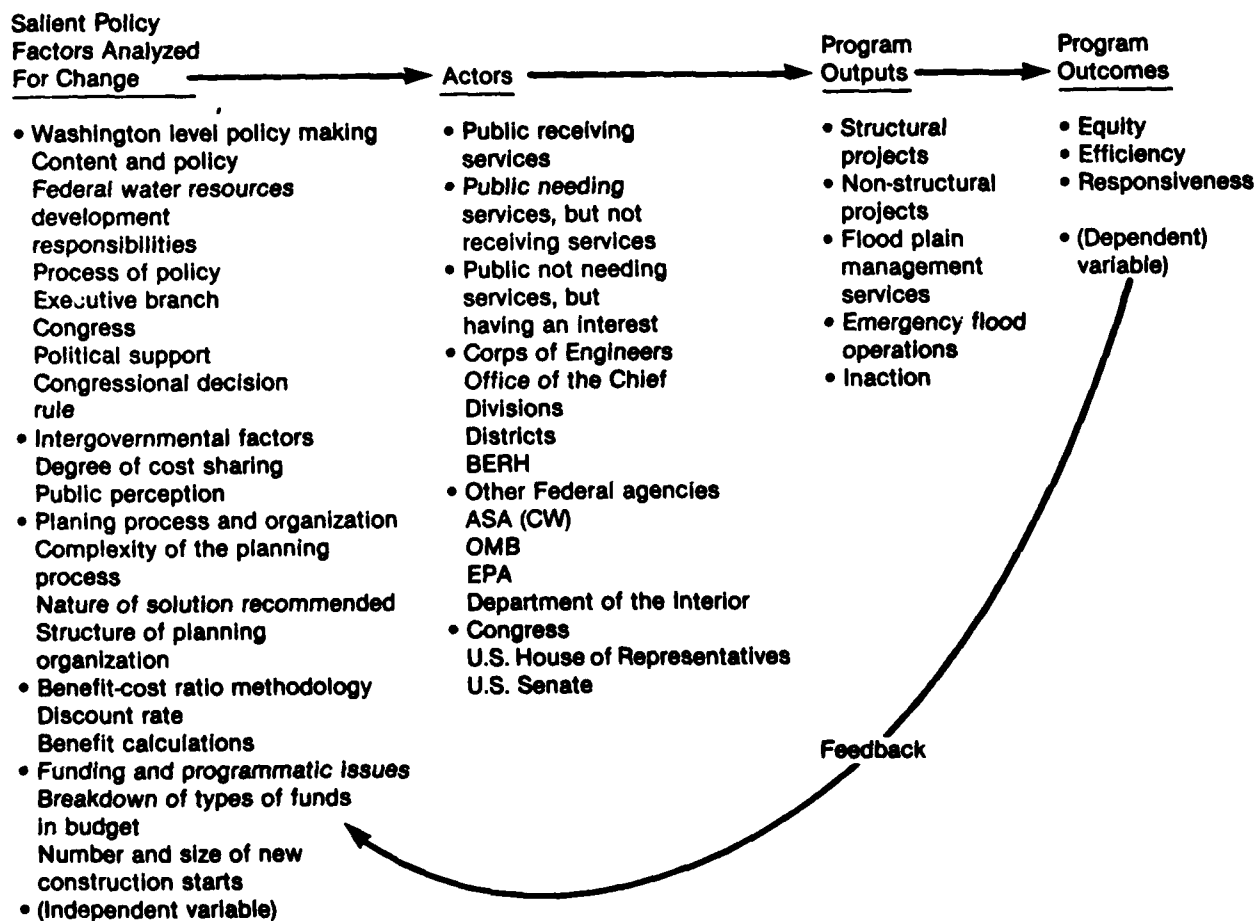 Salient Policy
Factors Analyzed
For Change
• Washington level policy making
Content and policy
Federal water resources
development
responsibilities
Process of policy
Executive branch
Congress
Political support
Congressional decision
rule
• Intergovernmental factors
Degree of cost sharing
Public perception
• Planing process and organization
Complexity of the planning
process
Nature of solution recommended
Structure of planning
organization
• Benefit-cost ratio methodology
Discount rate
Benefit calculations
• Funding and programmatic issues
Breakdown of types of funds
in budget
Number and size of new
construction starts
• (Independent variable)
Actors
• Public receiving
services
• Public needing
services, but not
receiving services
• Public not needing
services, but
having an interest
• Corps of Engineers
Office of the Chief
Divisions
Districts
BERH
• Other Federal agencies
ASA (CW)
OMB
EPA
Department of the Interior
• Congress
U.S. House of Representatives
U.S. Senate
Program
Outputs
• Structural
projects
• Non-structural
projects
• Flood plain
management
services
• Emergency flood
operations
• Inaction
Program
Outcomes
• Equity
• Efficiency
• Responsiveness
• (Dependent)
variable)
Feedback